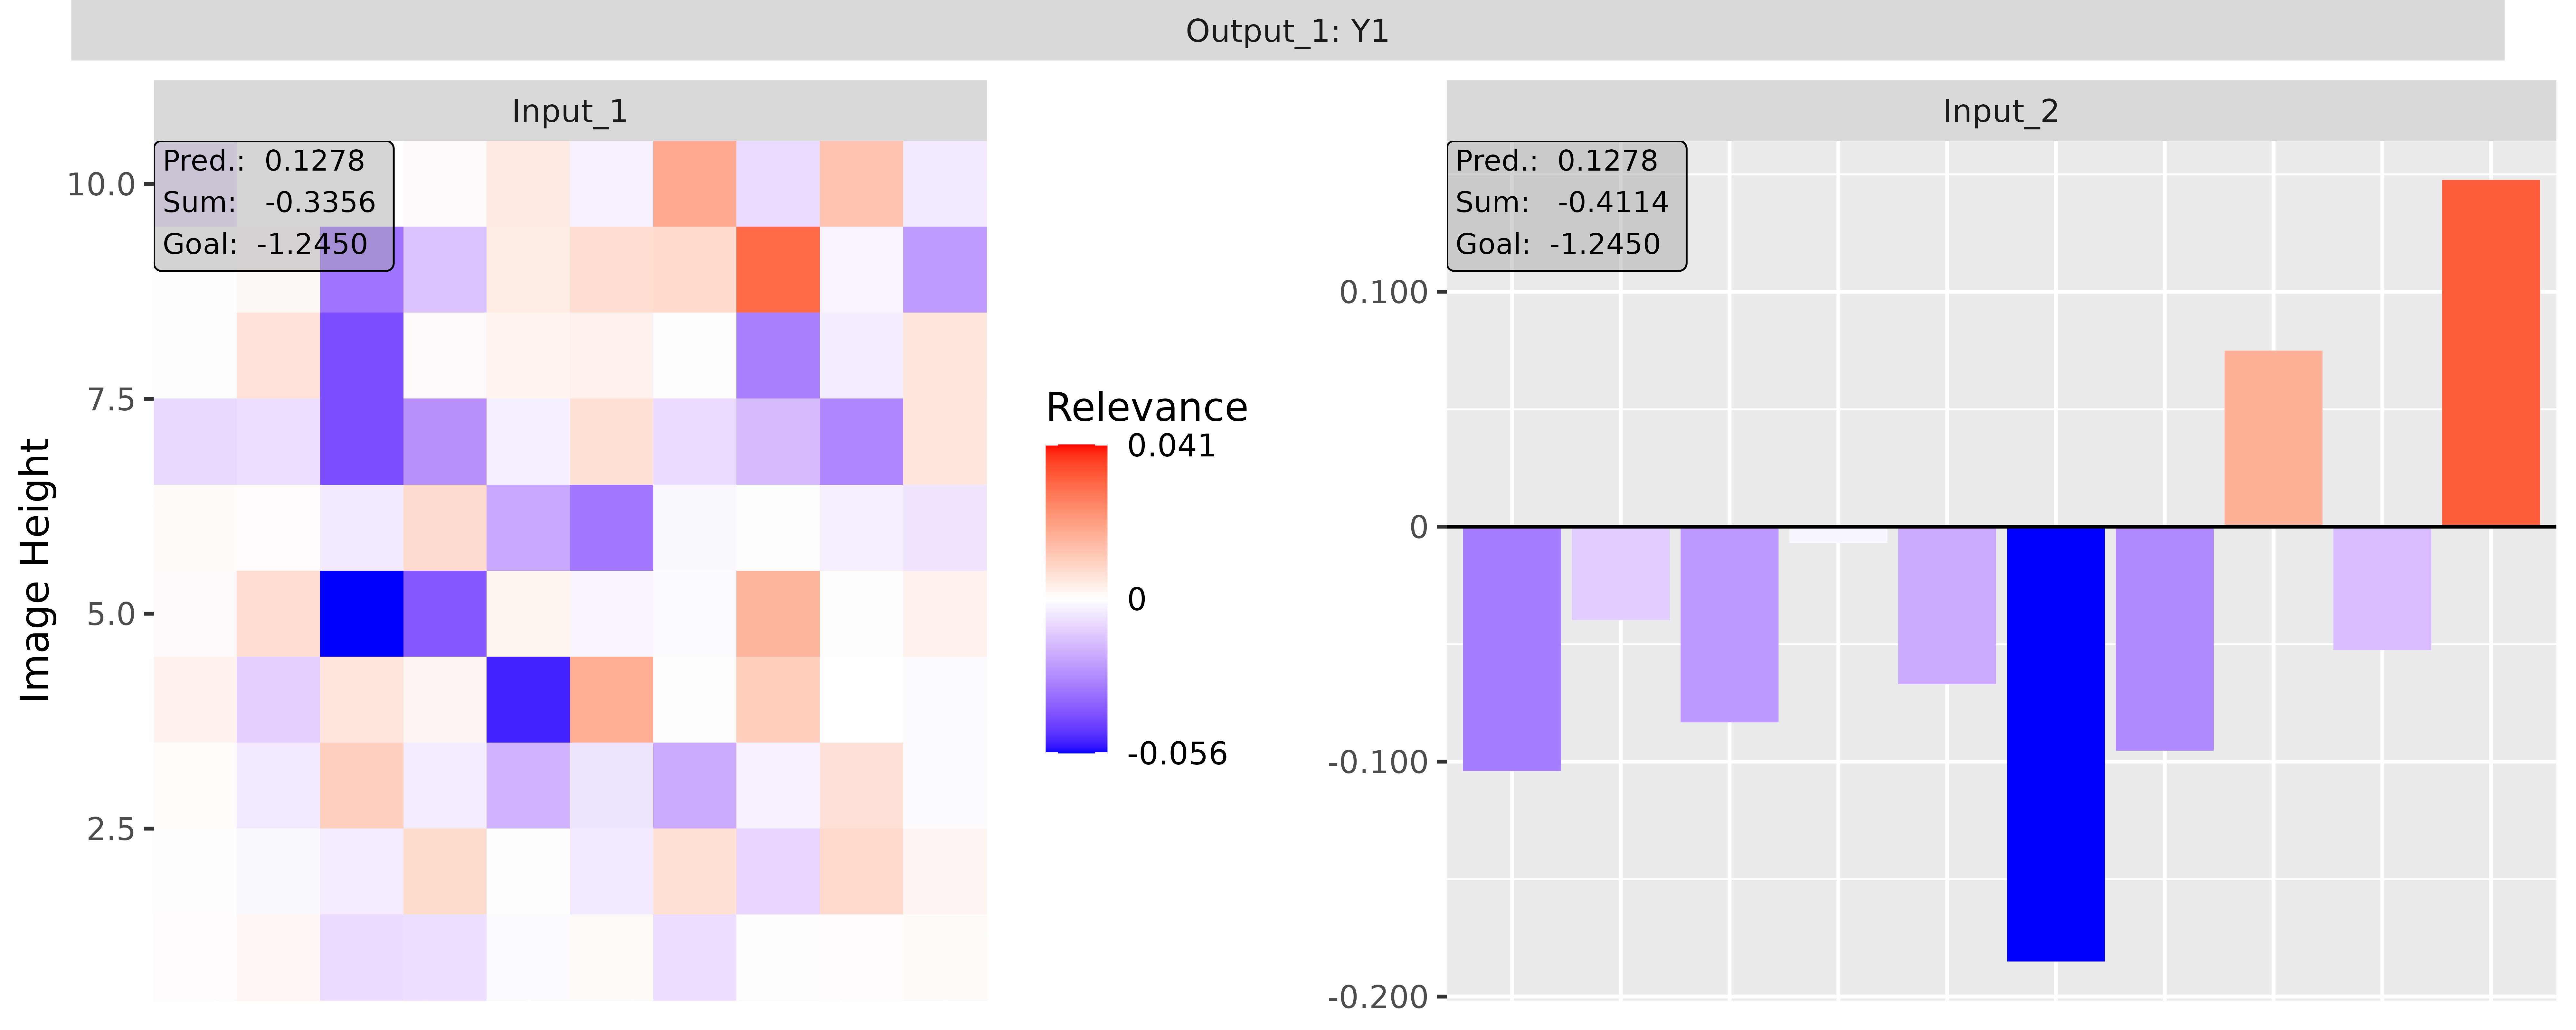 Output_1: Y1
Input_1
Pred.: 0.1278
Sum: -0.3356
Goal: -1.2450
10.0
7.5
5.0
2.5
Image Height
Relevance
0.041
0
-0.056
Input_2
Pred.: 0.1278
Sum: -0.4114
Goal: -1.2450
0.100
0
-0.100
-0.200